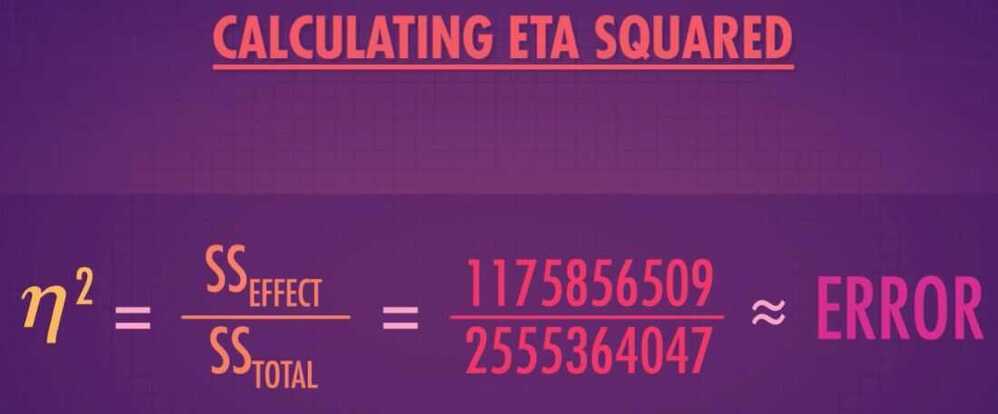 CALCULATING ETA SQUARED
η² = SS_EFFECT / SS_TOTAL = 1175856509 / 2555364047 ≈ ERROR